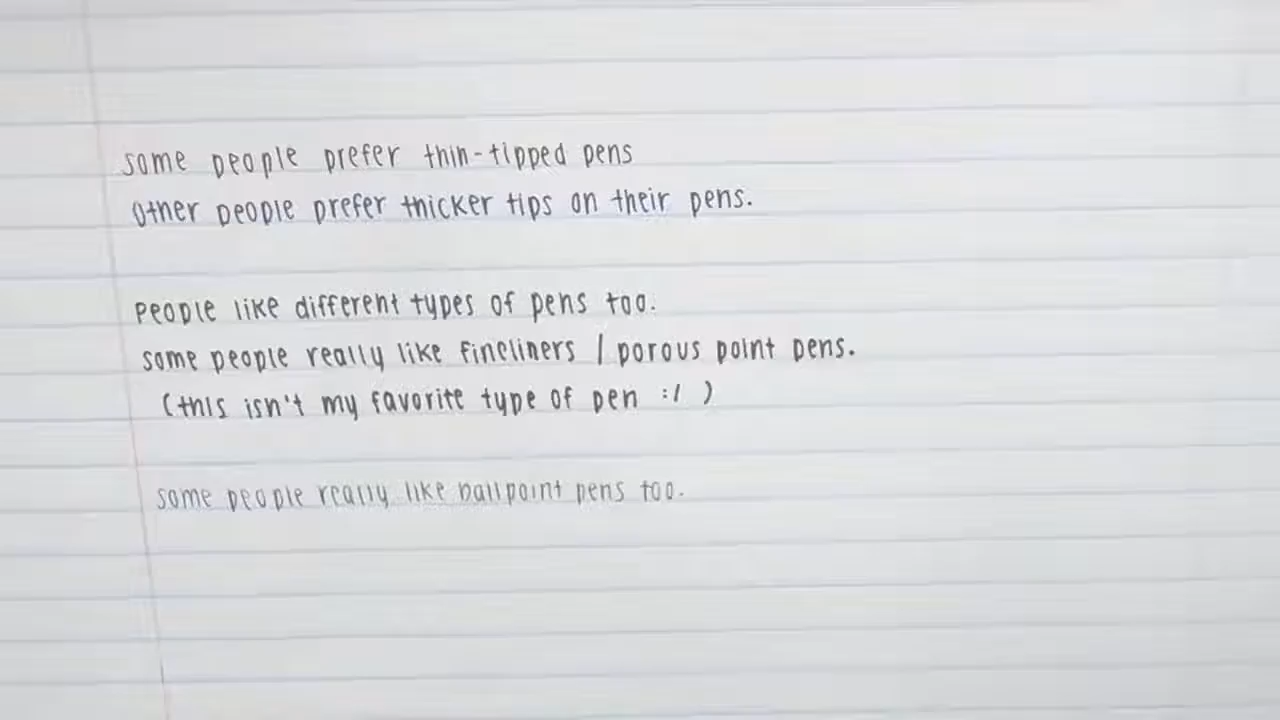 some people prefer thin-tipped pens
Other people prefer thicker tips on their pens.
People like different types of pens too.
some people really like fineliners / porous point pens.
(this isn't my favorite type of pen :/ )
some people really like ballpoint pens too.